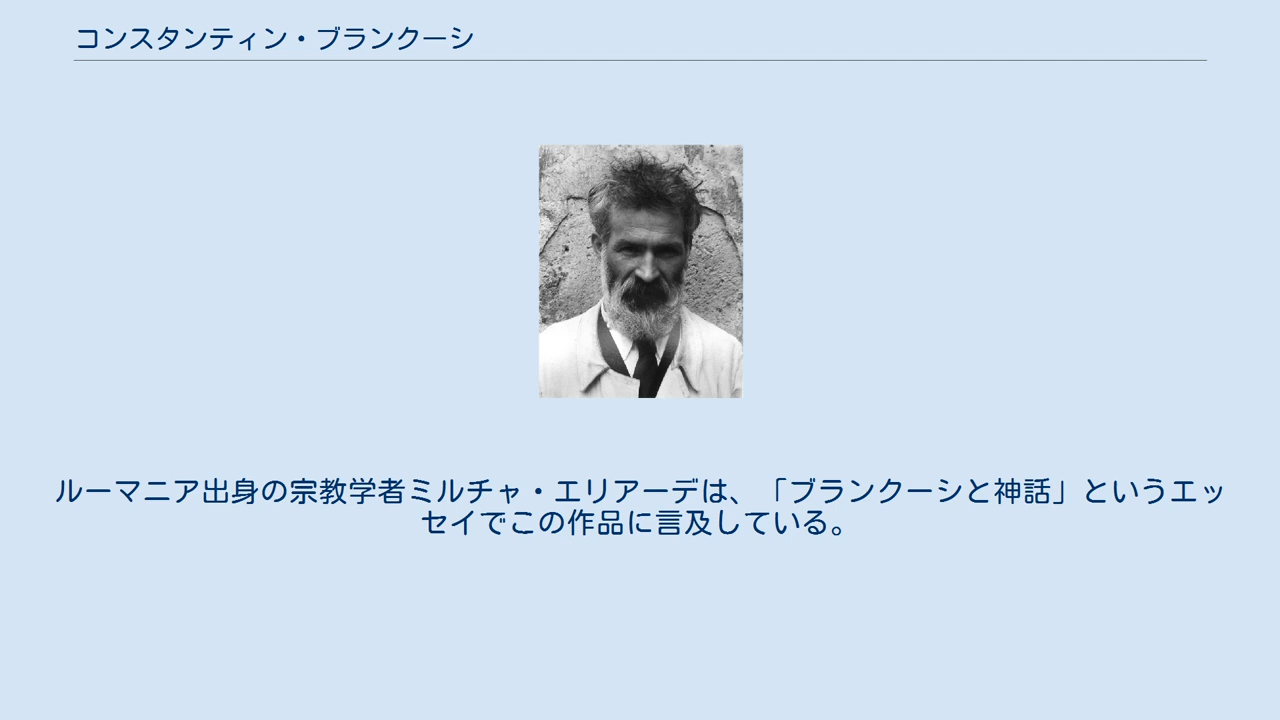 コンスタンティン・ブランクーシ
ルーマニア出身の宗教学者ミルチャ・エリアーデは、「ブランクーシと神話」というエッ
セイでこの作品に言及している。